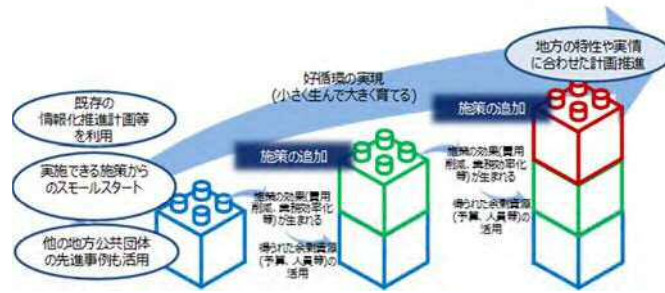 地方の特性や実情
に合わせた計画推進
好循環の実現
(小さく生んで大きく育てる)
既存の
情報化推進計画等
を利用
実施できる施策から
のスモールスタート
他の地方公共団体
の先進事例も活用
施策の追加
施策の効果(費用
削減、業務効率化
等)が生まれる
得られた余剰資源
(予算、人員等)の
活用
施策の追加
施策の効果(費用
削減、業務効率化
等)が生まれる
得られた余剰資源
(予算、人員等)の
活用